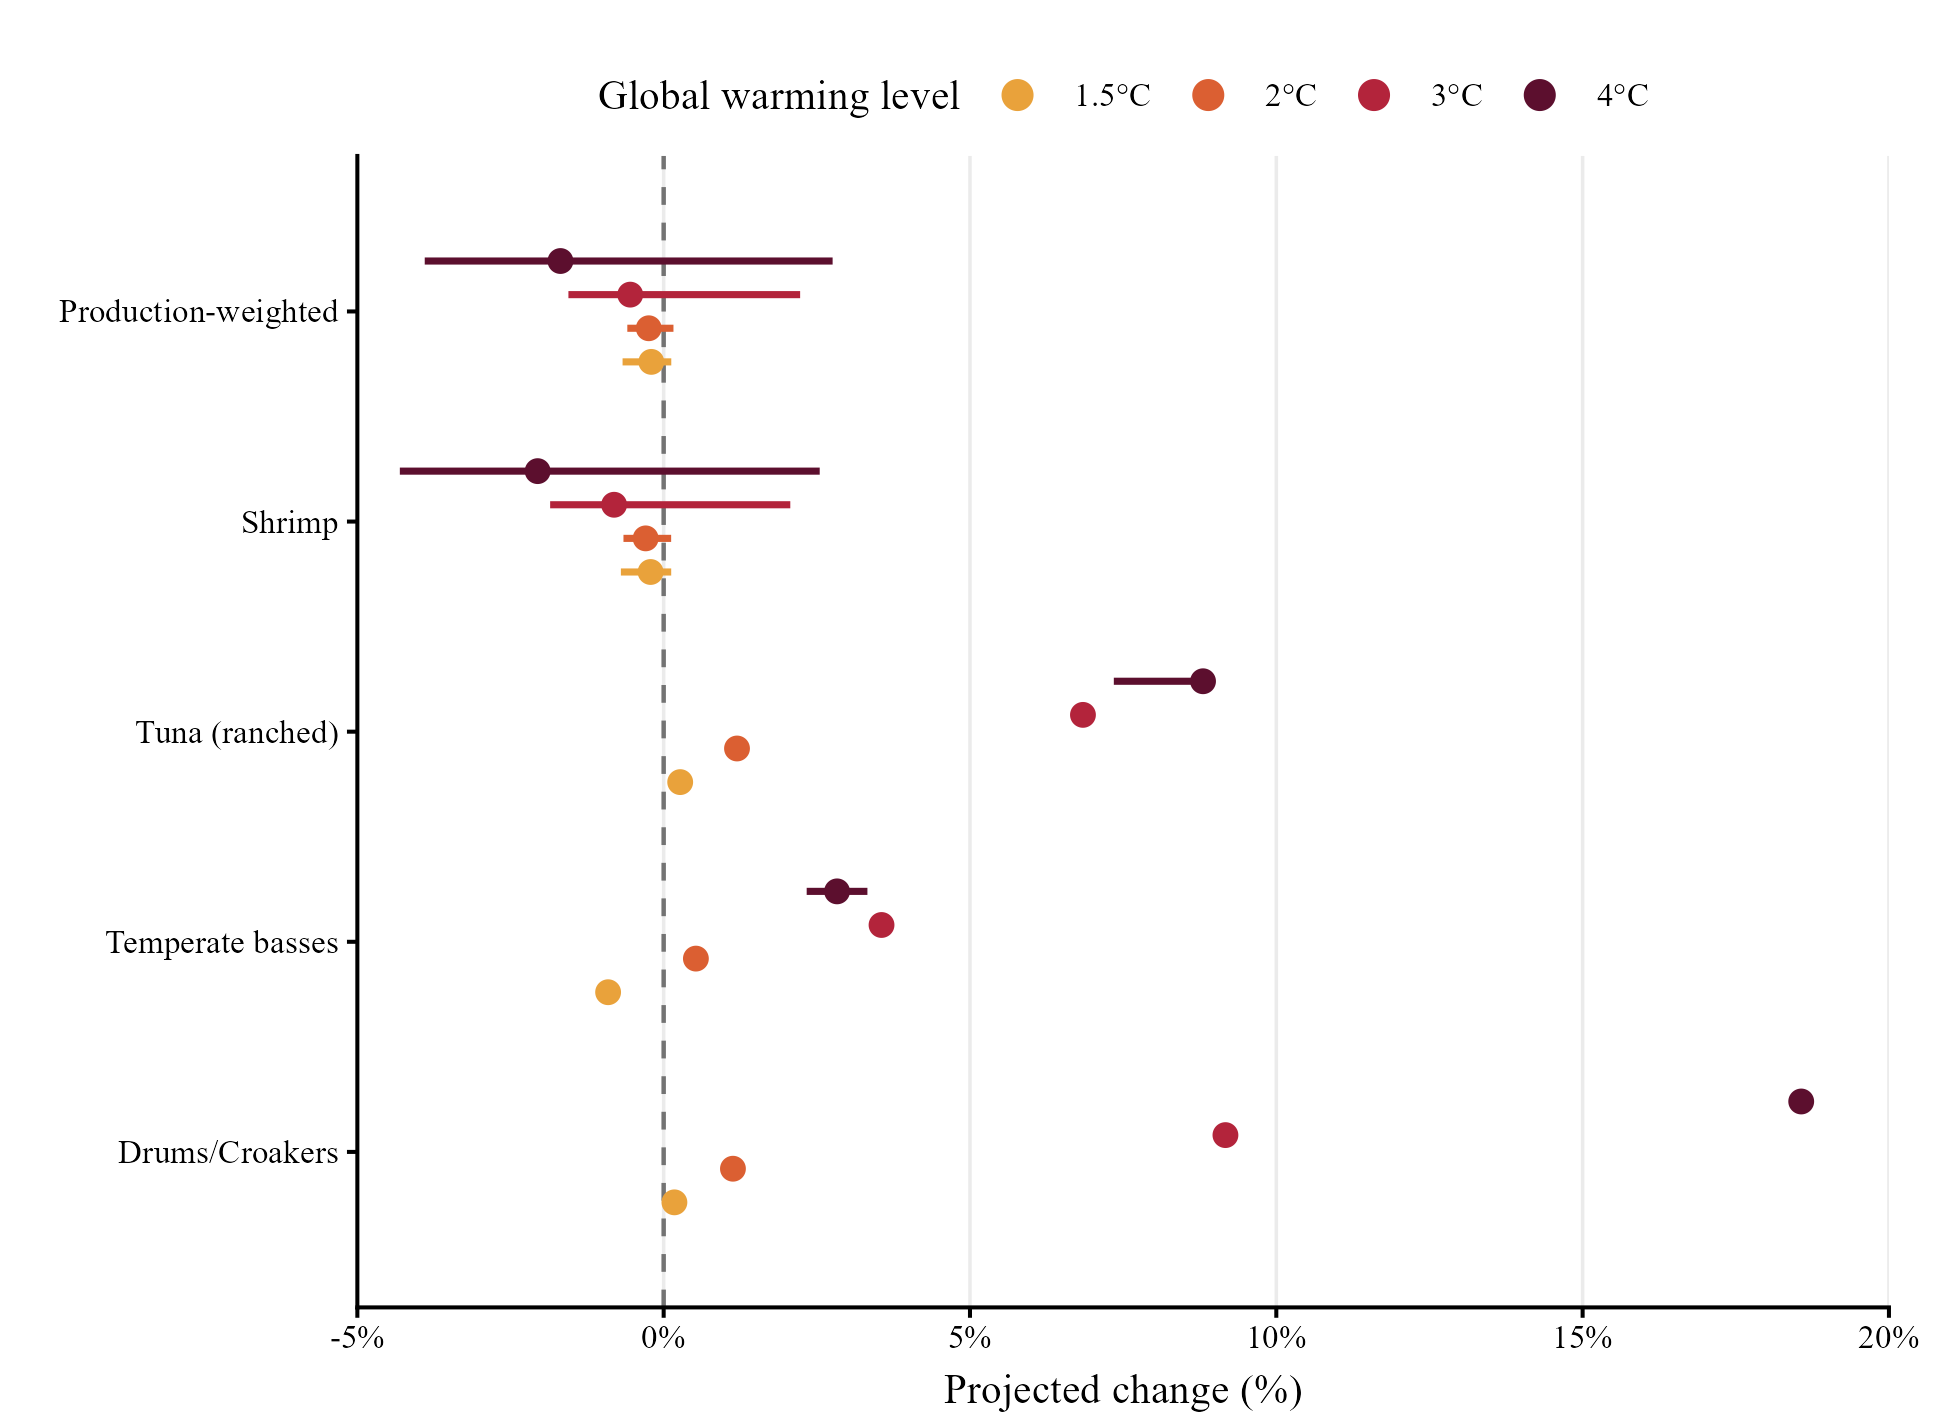 Global warming level 1.5°C 2°C 3°C 4°C
Production-weighted
Shrimp
Tuna (ranched)
Temperate basses
Drums/Croakers
-5% 0% 5% 10% 15% 20%
Projected change (%)